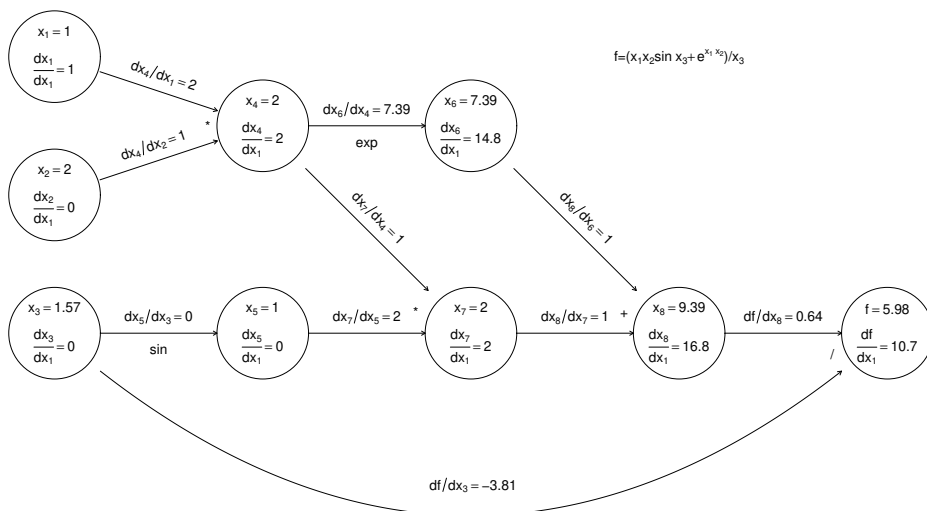 x₁ = 1
dx₁/dx₁ = 1
dx₄/dx₁ = 2
f=(x₁x₂sin x₃+e^(x₁ x₂))/x₃
x₄ = 2
dx₄/dx₁ = 2
*
dx₆/dx₄ = 7.39
exp
x₆ = 7.39
dx₆/dx₁ = 14.8
dx₄/dx₂ = 1
x₂ = 2
dx₂/dx₁ = 0
dx₇/dx₄ = 1
dx₈/dx₆ = 1
x₃ = 1.57
dx₃/dx₁ = 0
dx₅/dx₃ = 0
sin
x₅ = 1
dx₅/dx₁ = 0
dx₇/dx₅ = 2
*
x₇ = 2
dx₇/dx₁ = 2
dx₈/dx₇ = 1
+
x₈ = 9.39
dx₈/dx₁ = 16.8
df/dx₈ = 0.64
/
f = 5.98
df/dx₁ = 10.7
df/dx₃ = −3.81